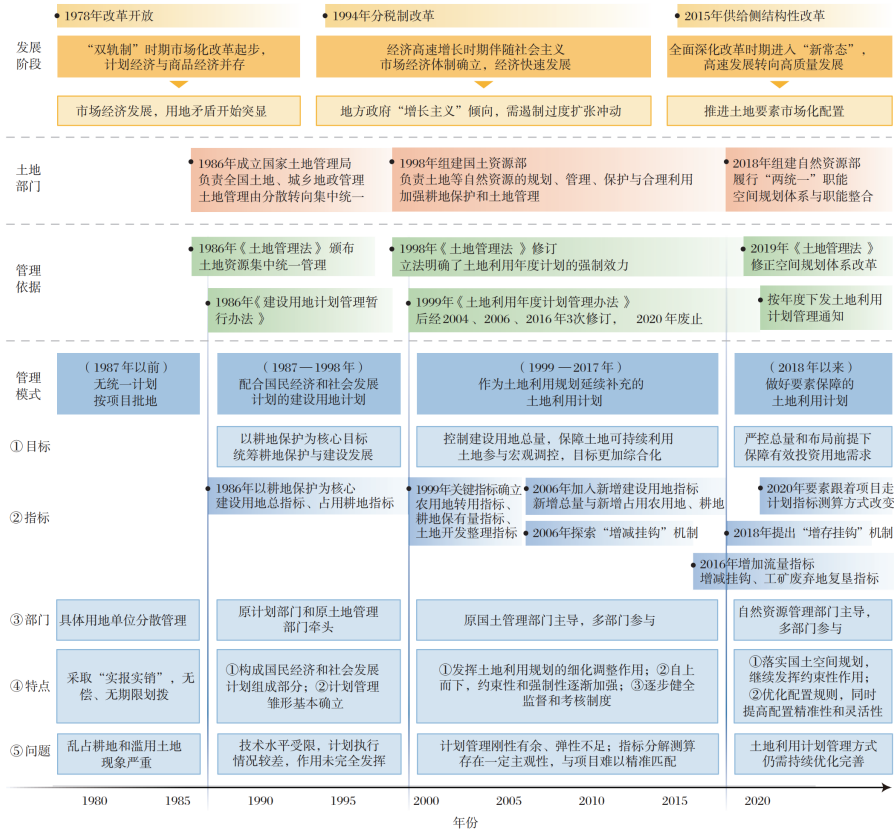 发展
阶段
1978年改革开放
1994年分税制改革
2015年供给侧结构性改革
“双轨制”时期市场化改革起步，
计划经济与商品经济并存
经济高速增长时期伴随社会主义
市场经济体制确立，经济快速发展
全面深化改革时期进入“新常态”，
高速发展转向高质量发展
市场经济发展，用地矛盾开始突显
地方政府“增长主义”倾向，需遏制过度扩张冲动
推进土地要素市场化配置
土地
部门
1986年成立国家土地管理局
负责全国土地、城乡地政管理
土地管理由分散转向集中统一
1998年组建国土资源部
负责土地等自然资源的规划、管理、保护与合理利用
加强耕地保护和土地管理
2018年组建自然资源部
履行“两统一”职能
空间规划体系与职能整合
管理
依据
1986年《土地管理法》颁布
土地资源集中统一管理
1998年《土地管理法》修订
立法明确了土地利用年度计划的强制效力
2019年《土地管理法》
修正空间规划体系改革
1986年《建设用地计划管理暂
行办法》
1999年《土地利用年度计划管理办法》
后经2004、2006、2016年3次修订， 2020年废止
按年度下发土地利用
计划管理通知
管理
模式
（1987年以前）
无统一计划
按项目批地
（1987—1998年）
配合国民经济和社会发展
计划的建设用地计划
（1999—2017年）
作为土地利用规划延续补充的
土地利用计划
（2018年以来）
做好要素保障的
土地利用计划
①目标
以耕地保护为核心目标
统筹耕地保护与建设发展
控制建设用地总量，保障土地可持续利用
土地参与宏观调控，目标更加综合化
严控总量和布局前提下
保障有效投资用地需求
②指标
1986年以耕地保护为核心
建设用地总指标、占用耕地指标
1999年关键指标确立
农用地转用指标、
耕地保有量指标、
土地开发整理指标
2006年加入新增建设用地指标
新增总量与新增占用农用地、耕地
2006年探索“增减挂钩”机制
2020年要素跟着项目走
计划指标测算方式改变
2018年提出“增存挂钩”机制
2016年增加流量指标
增减挂钩、工矿废弃地复垦指标
③部门
具体用地单位分散管理
原计划部门和原土地管理
部门牵头
原国土管理部门主导，多部门参与
自然资源管理部门主导，
多部门参与
④特点
采取“实报实销”，无
偿、无期限划拨
①构成国民经济和社会发展
计划组成部分；②计划管理
雏形基本确立
①发挥土地利用规划的细化调整作用；②自上
而下，约束性和强制性逐渐加强；③逐步健全
监督和考核制度
①落实国土空间规划，
继续发挥约束性作用；
②优化配置规则，同时
提高配置精准性和灵活性
⑤问题
乱占耕地和滥用土地
现象严重
技术水平受限，计划执行
情况较差，作用未完全发挥
计划管理刚性有余、弹性不足；指标分解测算
存在一定主观性，与项目难以精准匹配
土地利用计划管理方式
仍需持续优化完善
1980
1985
1990
1995
2000
2005
2010
2015
2020
年份